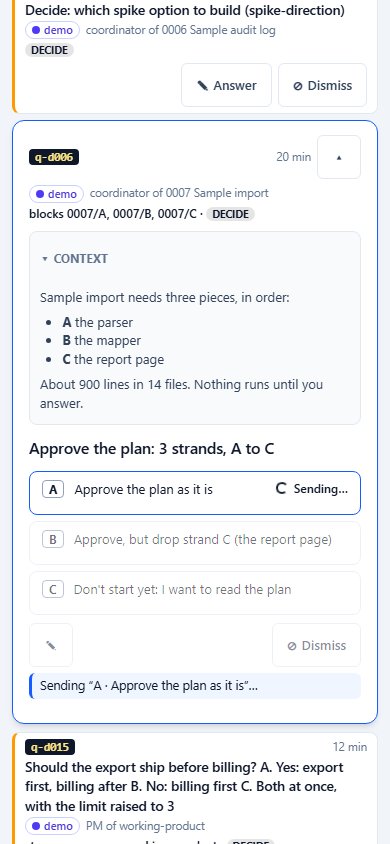 Decide: which spike option to build (spike-direction)
demo coordinator of 0006 Sample audit log
DECIDE
✎ Answer ⊘ Dismiss
q-d006 20 min ▲
demo coordinator of 0007 Sample import
blocks 0007/A, 0007/B, 0007/C · DECIDE
▼ CONTEXT
Sample import needs three pieces, in order:
• A the parser
• B the mapper
• C the report page
About 900 lines in 14 files. Nothing runs until you
answer.
Approve the plan: 3 strands, A to C
A Approve the plan as it is Sending...
B Approve, but drop strand C (the report page)
C Don't start yet: I want to read the plan
✎ ⊘ Dismiss
Sending “A · Approve the plan as it is”...
q-d015 12 min
Should the export ship before billing? A. Yes: export
first, billing after B. No: billing first C. Both at once,
with the limit raised to 3
demo PM of working-product